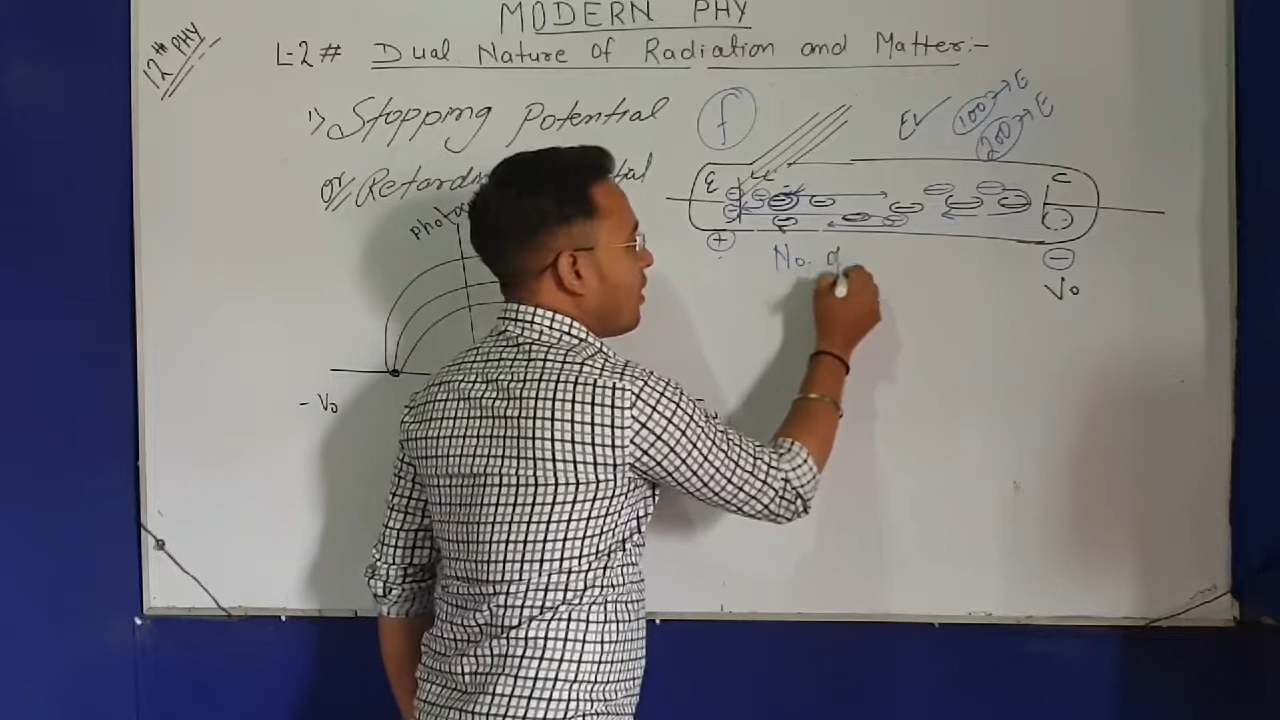 MODERN PHY
12th PHY
L-2# Dual Nature of Radiation and Matter:-
1) Stopping Potential
or
f
E
100 → E
200 → E
E
C
+
−
V₀
No. of
- V₀